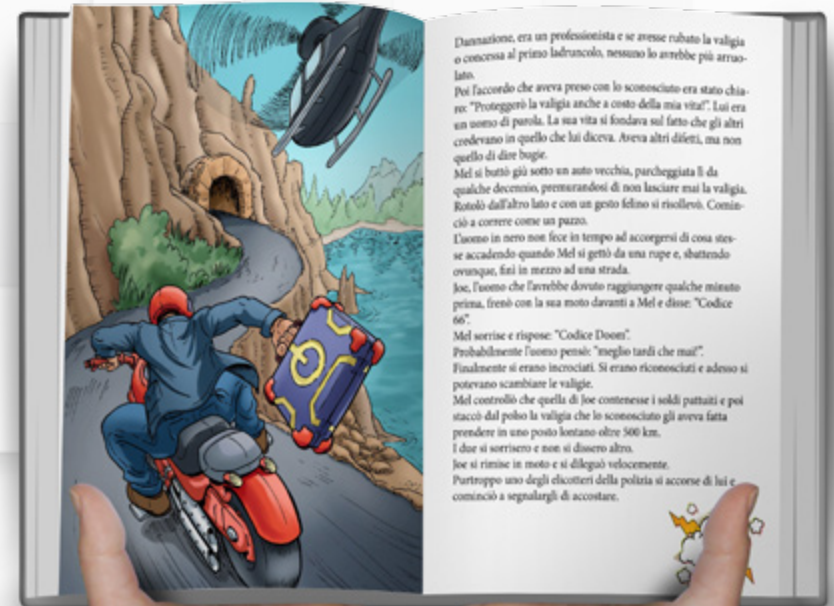 Dannazione, era un professionista e se avesse rubato la valigia
o concessa al primo ladruncolo, nessuno lo avrebbe più arruo-
lato.
Poi l'accordo che aveva preso con lo sconosciuto era stato chia-
ro: "Proteggerò la valigia anche a costo della mia vita!". Lui era
un uomo di parola. La sua vita si fondava sul fatto che gli altri
credevano in quello che lui diceva. Aveva altri difetti, ma non
quello di dire bugie.
Mel si buttò giù sotto un auto vecchia, parcheggiata lì da
qualche decennio, premurandosi di non lasciare mai la valigia.
Rotolò dall'altro lato e con un gesto felino si risollevò. Comin-
ciò a correre come un pazzo.
L'uomo in nero non fece in tempo ad accorgersi di cosa stes-
se accadendo quando Mel si gettò da una rupe e, sbattendo
ovunque, finì in mezzo ad una strada.
Joe, l'uomo che l'avrebbe dovuto raggiungere qualche minuto
prima, frenò con la sua moto davanti a Mel e disse: "Codice
66".
Mel sorrise e rispose: "Codice Doom".
Probabilmente l'uomo pensò: "meglio tardi che mai!".
Finalmente si erano incrociati. Si erano riconosciuti e adesso si
potevano scambiare le valigie.
Mel controllò che quella di Joe contenesse i soldi pattuiti e poi
staccò dal polso la valigia che lo sconosciuto gli aveva fatta
prendere in uno posto lontano oltre 500 km.
I due si sorrisero e non si dissero altro.
Joe si rimise in moto e si dileguò velocemente.
Purtroppo uno degli elicotteri della polizia si accorse di lui e
cominciò a segnalargli di accostare.